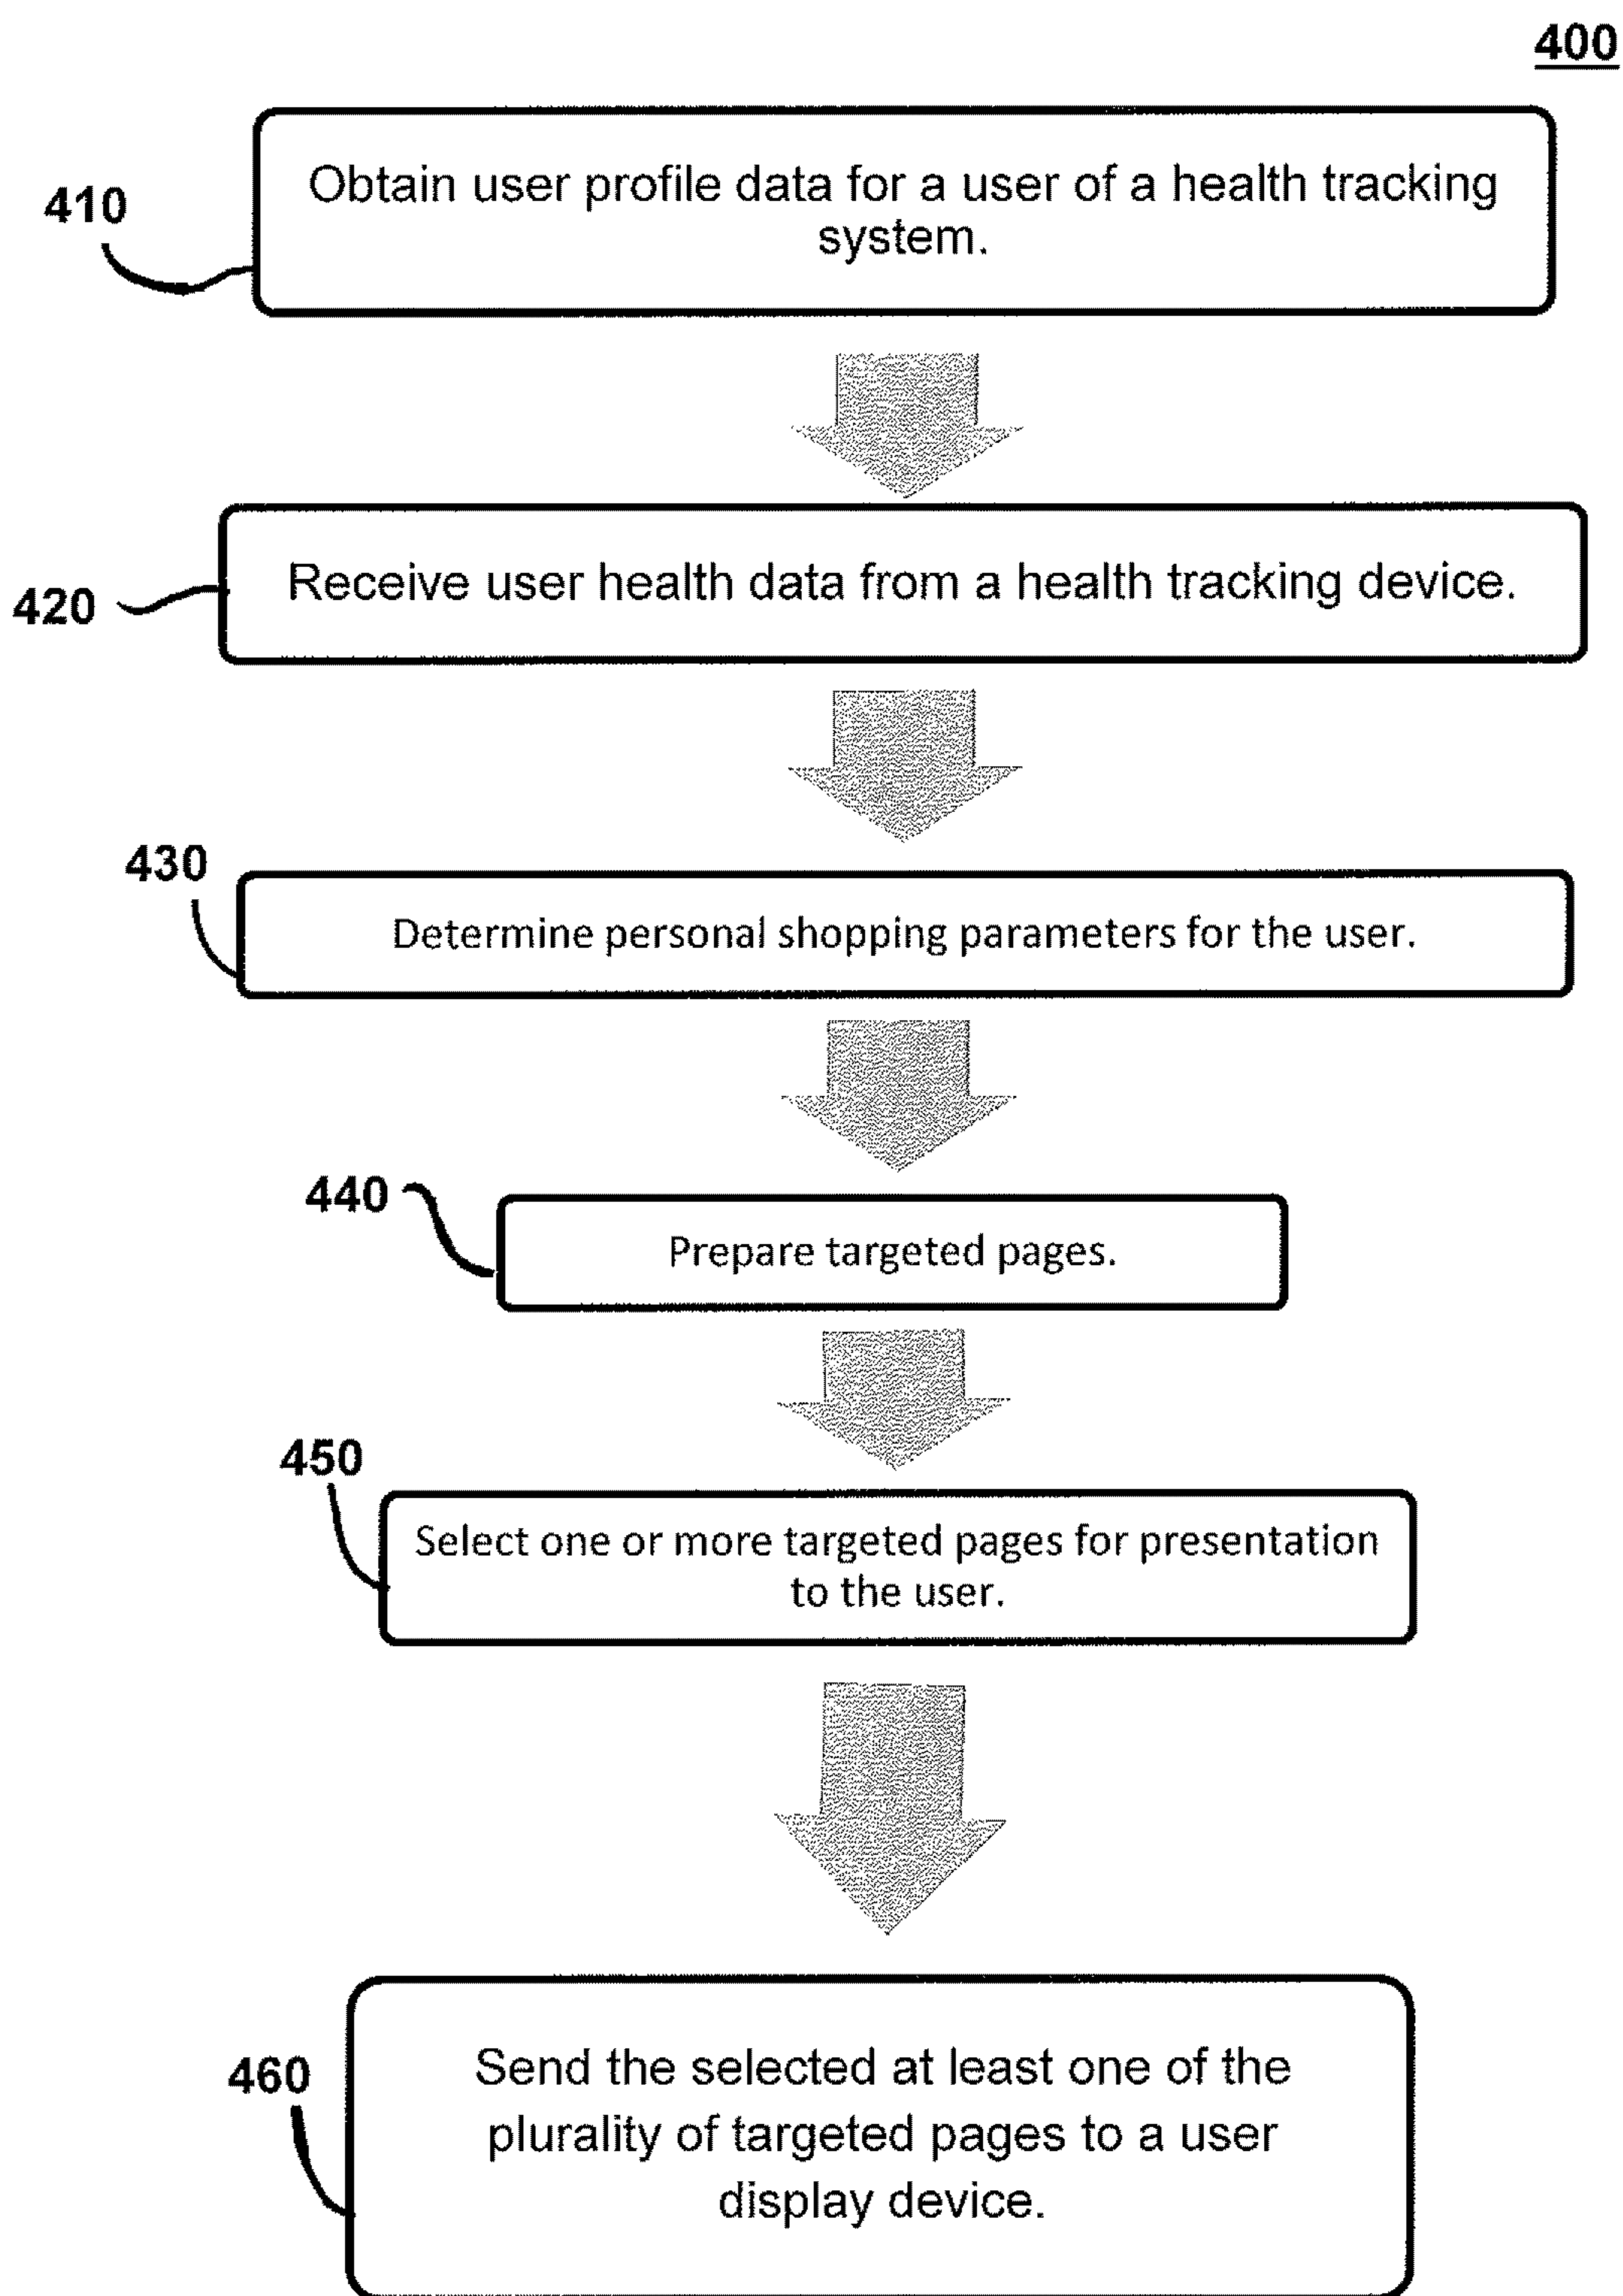 400
410
Obtain user profile data for a user of a health tracking
system.
420
Receive user health data from a health tracking device.
430
Determine personal shopping parameters for the user.
440
Prepare targeted pages.
450
Select one or more targeted pages for presentation
to the user.
460
Send the selected at least one of the
plurality of targeted pages to a user
display device.